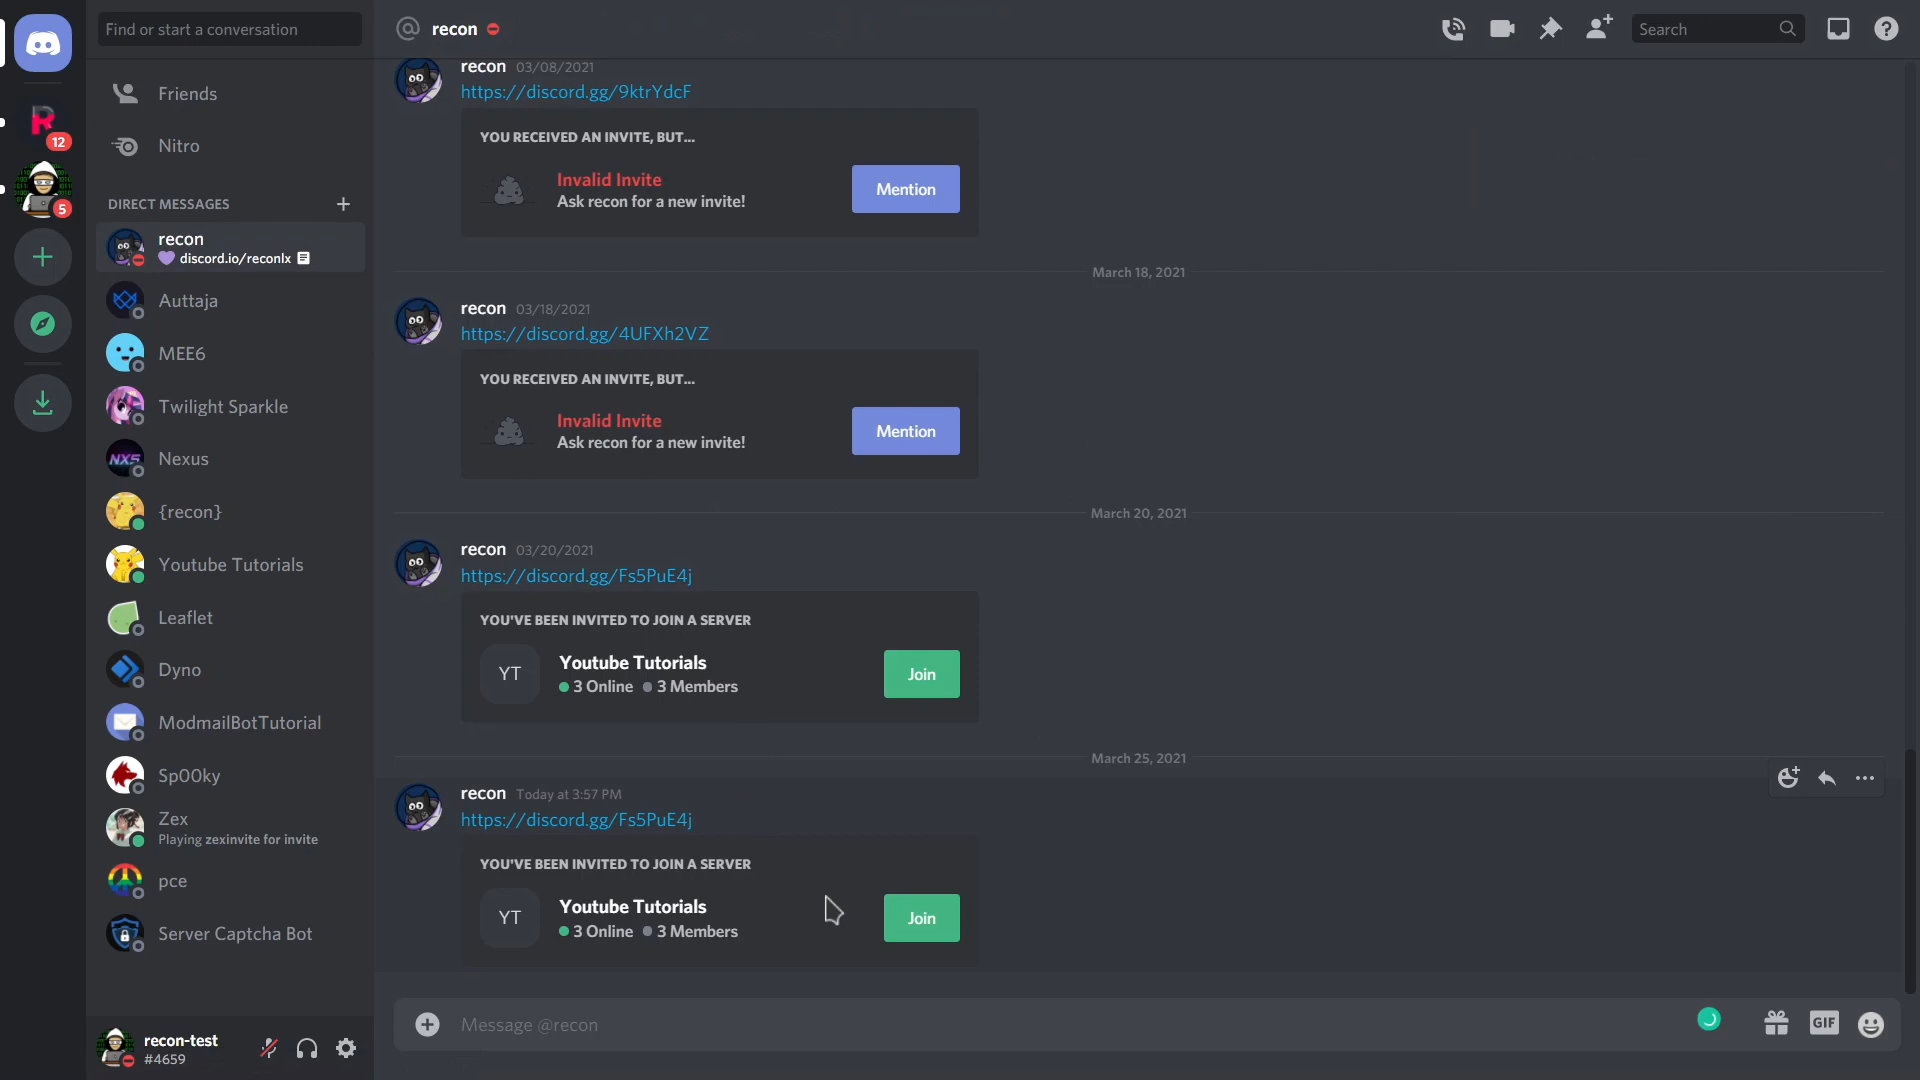 Find or start a conversation
R
12
5
Friends
Nitro
DIRECT MESSAGES
recon
discord.io/reconlx
Auttaja
MEE6
Twilight Sparkle
NX5
Nexus
{recon}
Youtube Tutorials
Leaflet
Dyno
ModmailBotTutorial
Sp00ky
Zex
Playing zexinvite for invite
pce
Server Captcha Bot
recon-test
#4659
@ recon
Search
recon 03/08/2021
https://discord.gg/9ktrYdcF
YOU RECEIVED AN INVITE, BUT...
Invalid Invite
Ask recon for a new invite!
Mention
March 18, 2021
recon 03/18/2021
https://discord.gg/4UFXh2VZ
YOU RECEIVED AN INVITE, BUT...
Invalid Invite
Ask recon for a new invite!
Mention
March 20, 2021
recon 03/20/2021
https://discord.gg/Fs5PuE4j
YOU'VE BEEN INVITED TO JOIN A SERVER
YT
Youtube Tutorials
3 Online 3 Members
Join
March 25, 2021
recon Today at 3:57 PM
https://discord.gg/Fs5PuE4j
YOU'VE BEEN INVITED TO JOIN A SERVER
YT
Youtube Tutorials
3 Online 3 Members
Join
Message @recon
GIF